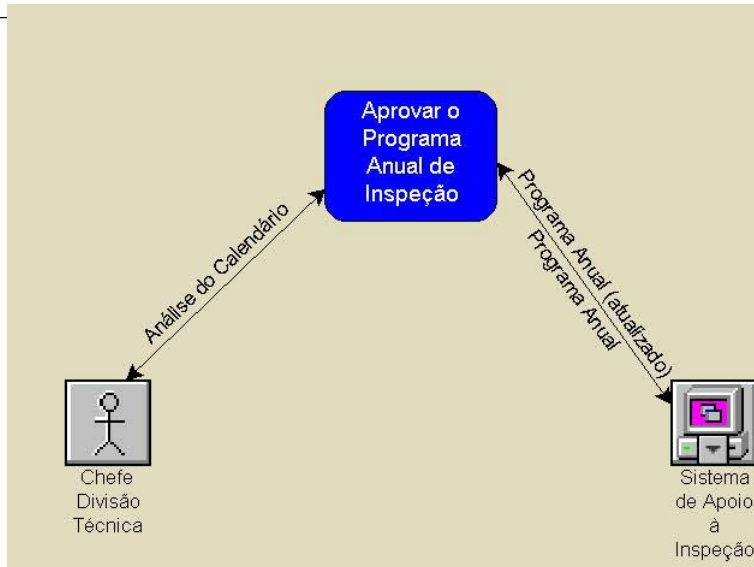 Aprovar o
Programa
Anual de
Inspeção
Análise do Calendário
Programa Anual (atualizado)
Programa Anual
Chefe
Divisão
Técnica
Sistema
de Apoio
à
Inspeção